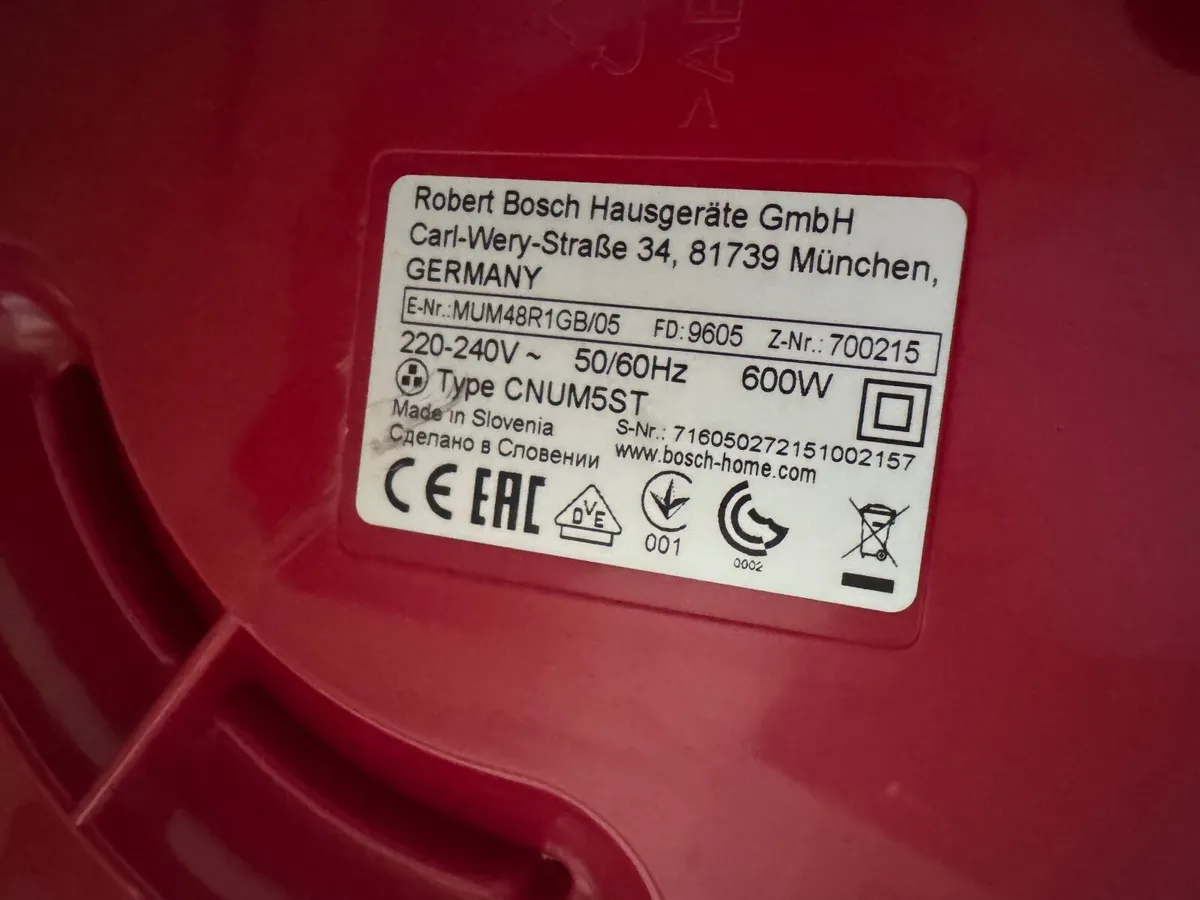 >AB
Robert Bosch Hausgeräte GmbH
Carl-Wery-Straße 34, 81739 München,
GERMANY
E-Nr.:MUM48R1GB/05 FD:9605 Z-Nr.:700215
220-240V ~ 50/60Hz 600W
Type CNUM5ST
Made in Slovenia S-Nr.: 716050272151002157
Сделано в Словении www.bosch-home.com
CE EAC DVE 001 0002